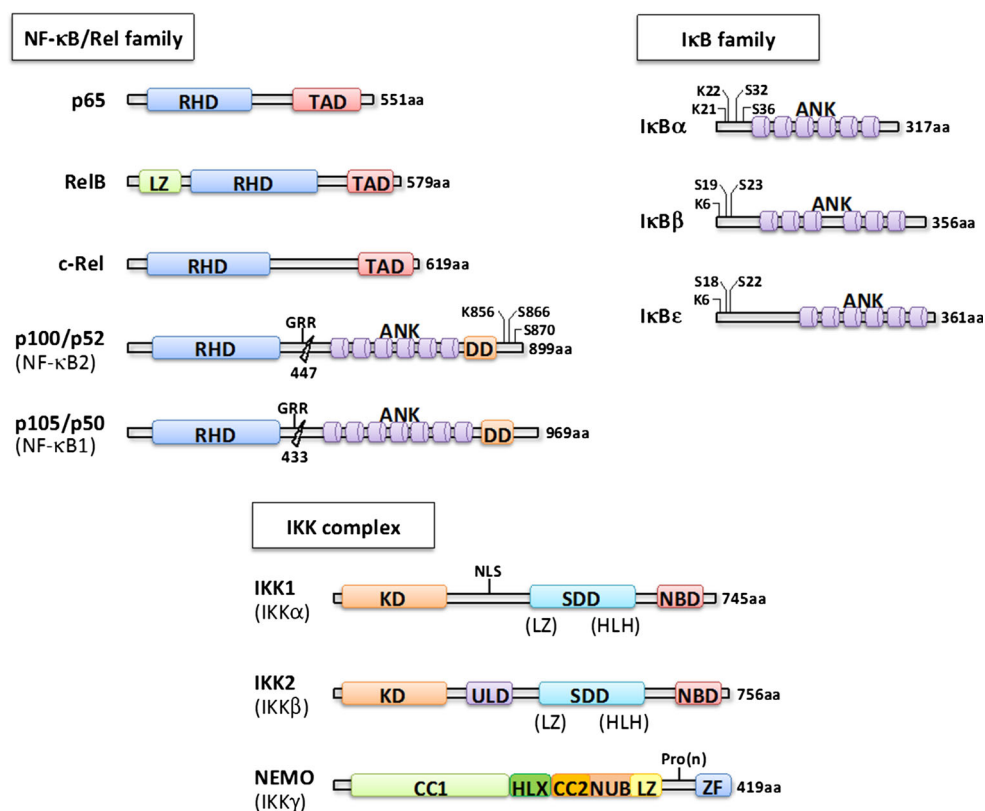 NF-κB/Rel family
p65
RHD
TAD
551aa
RelB
LZ
RHD
TAD
579aa
c-Rel
RHD
TAD
619aa
p100/p52
(NF-κB2)
RHD
GRR
447
ANK
DD
K856
S866
S870
899aa
p105/p50
(NF-κB1)
RHD
GRR
433
ANK
DD
969aa
IκB family
IκBα
K22
K21
S32
S36
ANK
317aa
IκBβ
S19
K6
S23
ANK
356aa
IκBε
S18
K6
S22
ANK
361aa
IKK complex
IKK1
(IKKα)
KD
NLS
SDD
(LZ)
(HLH)
NBD
745aa
IKK2
(IKKβ)
KD
ULD
SDD
(LZ)
(HLH)
NBD
756aa
NEMO
(IKKγ)
CC1
HLX
CC2
NUB
LZ
Pro(n)
ZF
419aa